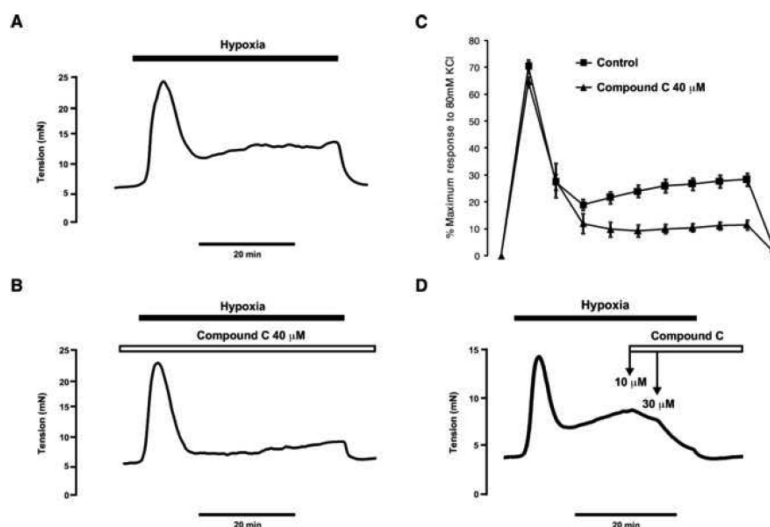 A
Hypoxia
25
20
15
10
5
0
Tension (mN)
20 min
B
Hypoxia
Compound C 40 μM
25
20
15
10
5
0
Tension (mN)
20 min
C
80
70
60
50
40
30
20
10
0
% Maximum response to 80mM KCl
Control
Compound C 40 μM
D
Hypoxia
Compound C
10 μM
30 μM
15
10
5
0
Tension (mN)
20 min